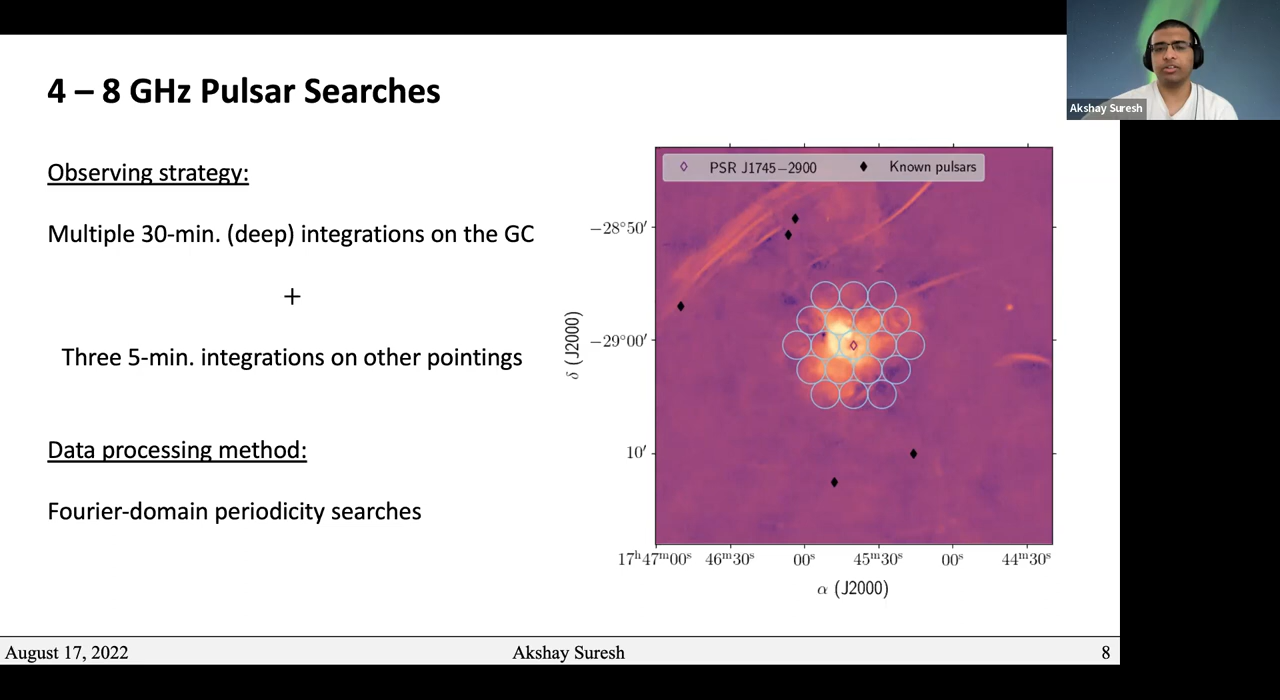 4 – 8 GHz Pulsar Searches
Akshay Suresh
Observing strategy:
Multiple 30-min. (deep) integrations on the GC
+
Three 5-min. integrations on other pointings
Data processing method:
Fourier-domain periodicity searches
PSR J1745−2900
Known pulsars
−28°50′
−29°00′
10′
δ (J2000)
17ʰ47ᵐ00ˢ 46ᵐ30ˢ 00ˢ 45ᵐ30ˢ 00ˢ 44ᵐ30ˢ
α (J2000)
August 17, 2022
Akshay Suresh
8